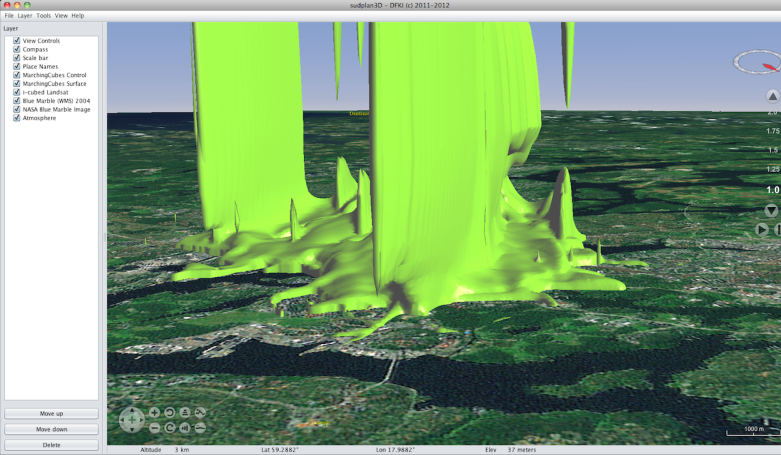 sudplan3D - DFKI (c) 2011-2012
File Layer Tools View Help
Layer
View Controls
Compass
Scale bar
Place Names
MarchingCubes Control
MarchingCubes Surface
i-cubed Landsat
Blue Marble (WMS) 2004
NASA Blue Marble Image
Atmosphere
2.0
1.75
1.5
1.25
1.0
1000 m
Move up
Move down
Delete
Altitude 3 km Lat 59.2882° Lon 17.9882° Elev 37 meters